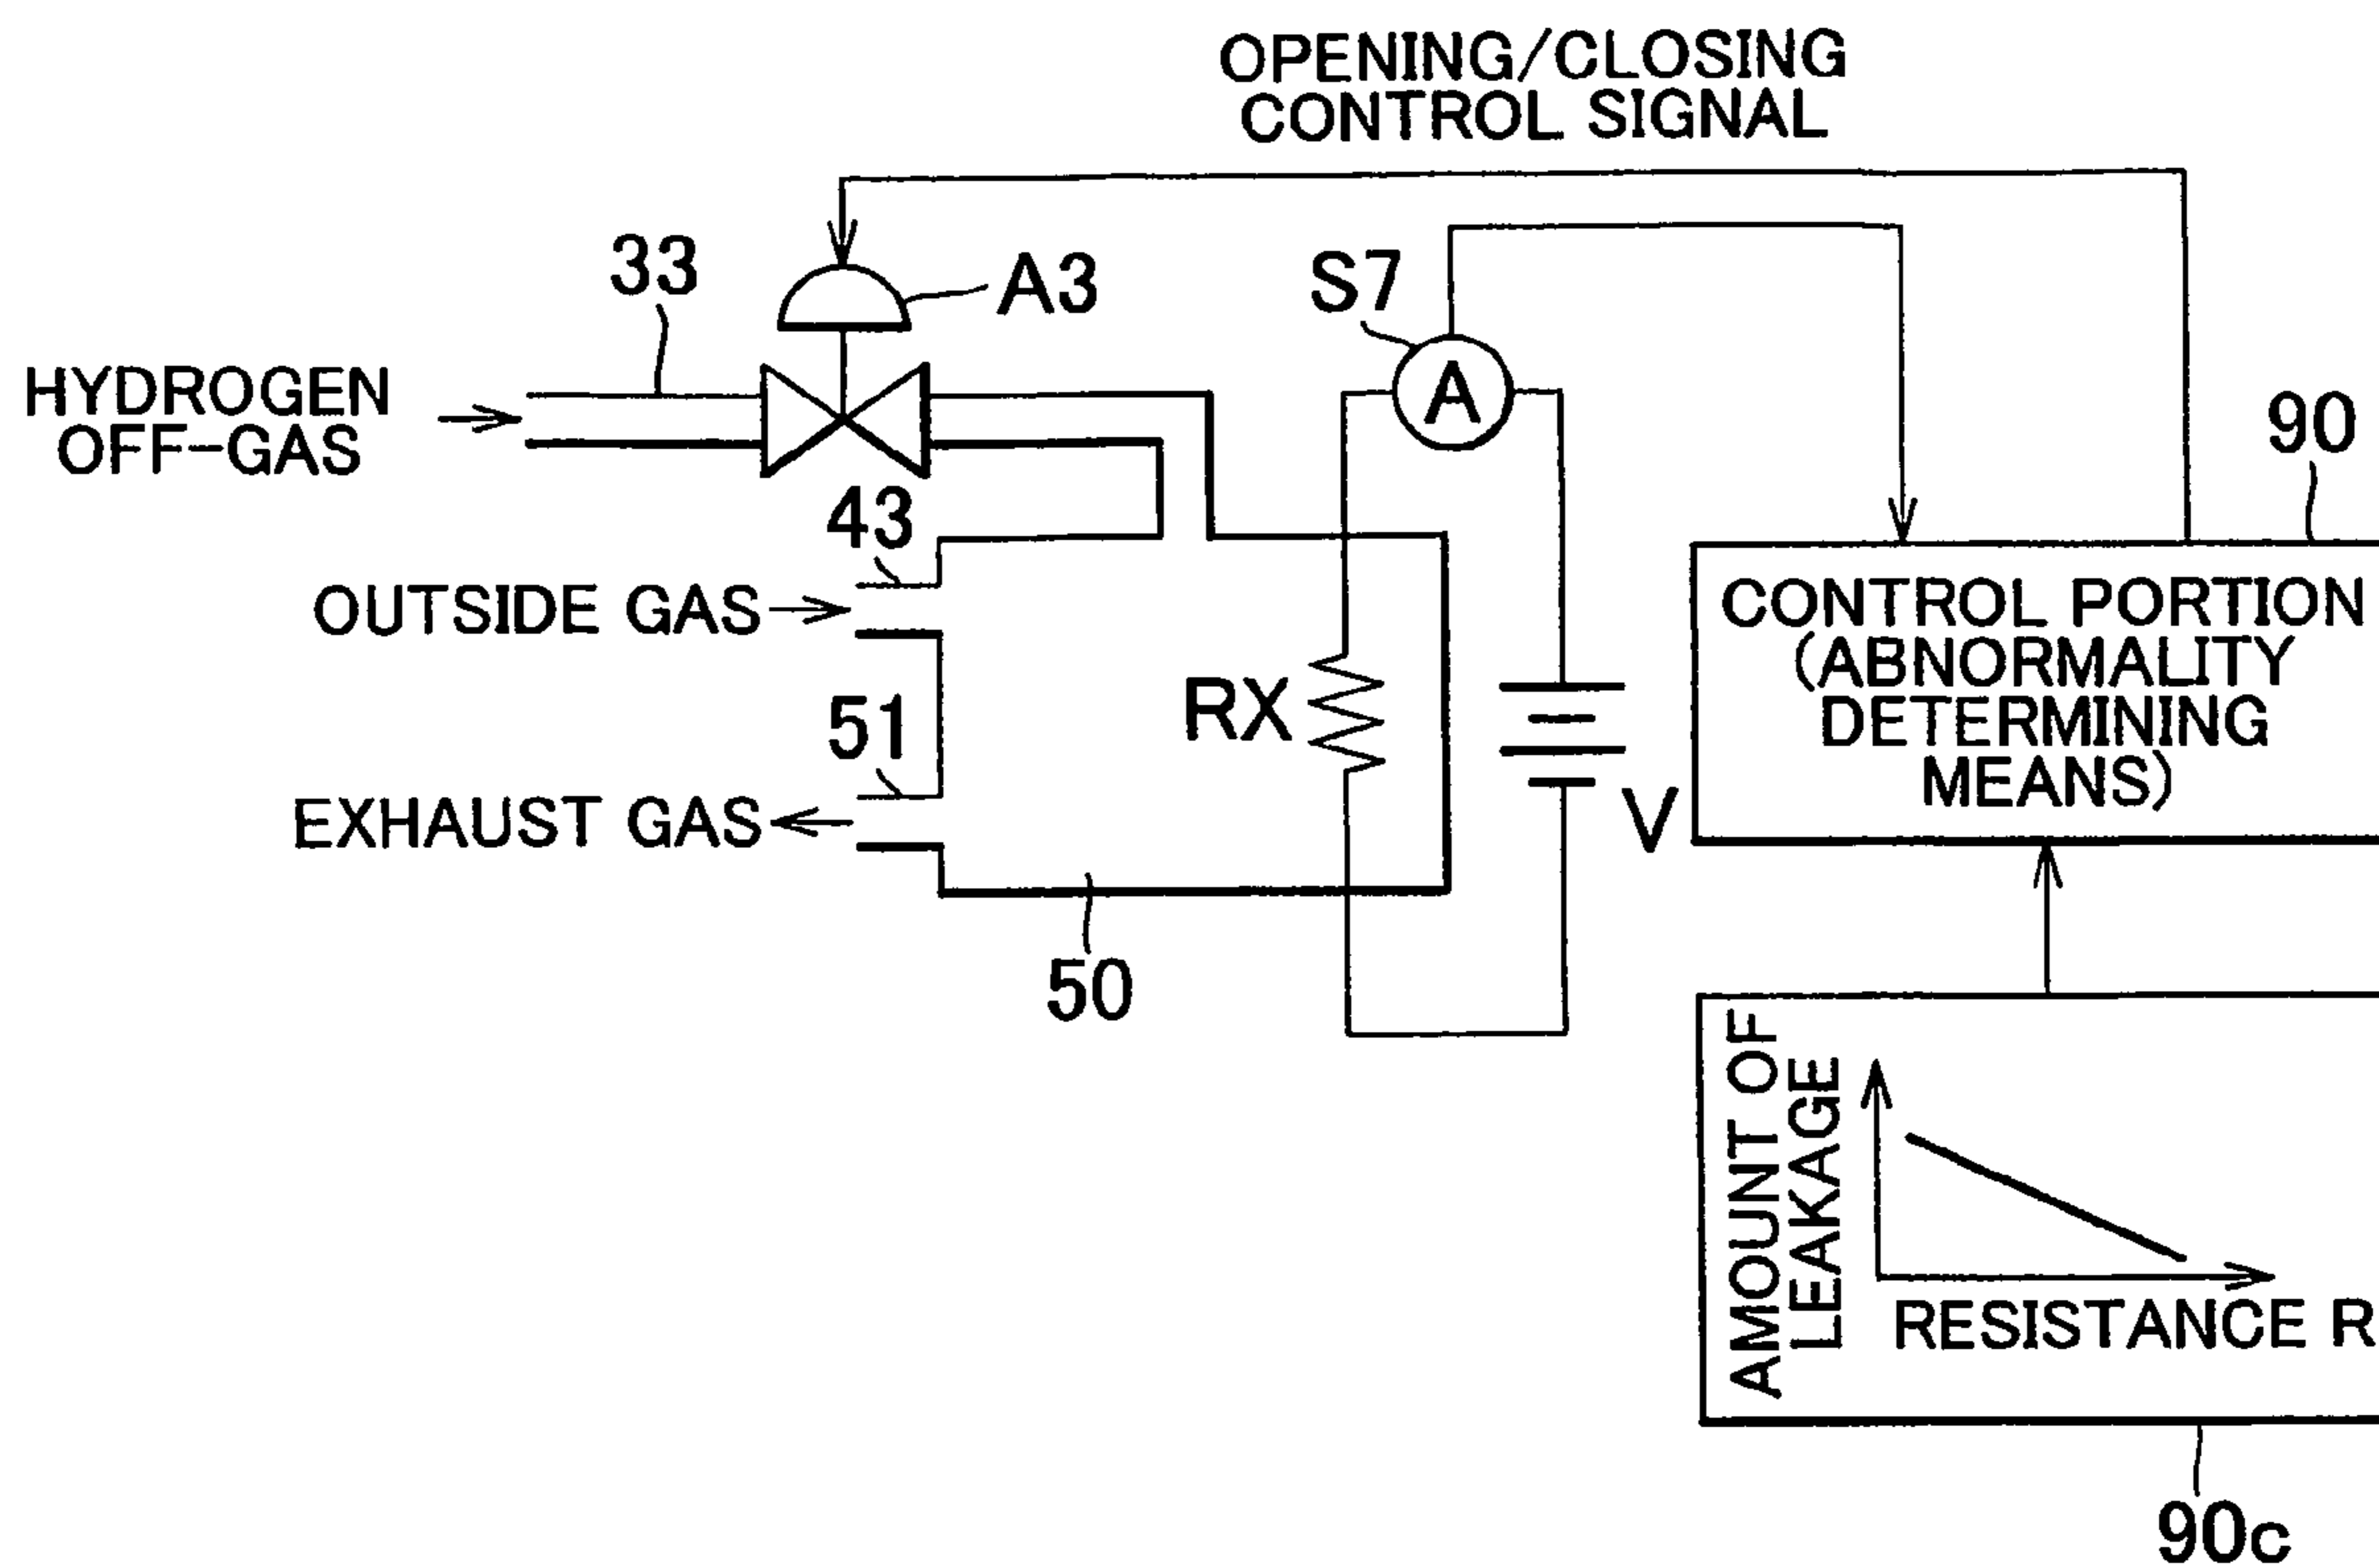 OPENING/CLOSING
CONTROL SIGNAL
33
A3
S7
A
HYDROGEN
OFF-GAS
90
43
OUTSIDE GAS
CONTROL PORTION
(ABNORMALITY
DETERMINING
MEANS)
RX
51
V
EXHAUST GAS
50
AMOUNT OF
LEAKAGE
RESISTANCE R
90c